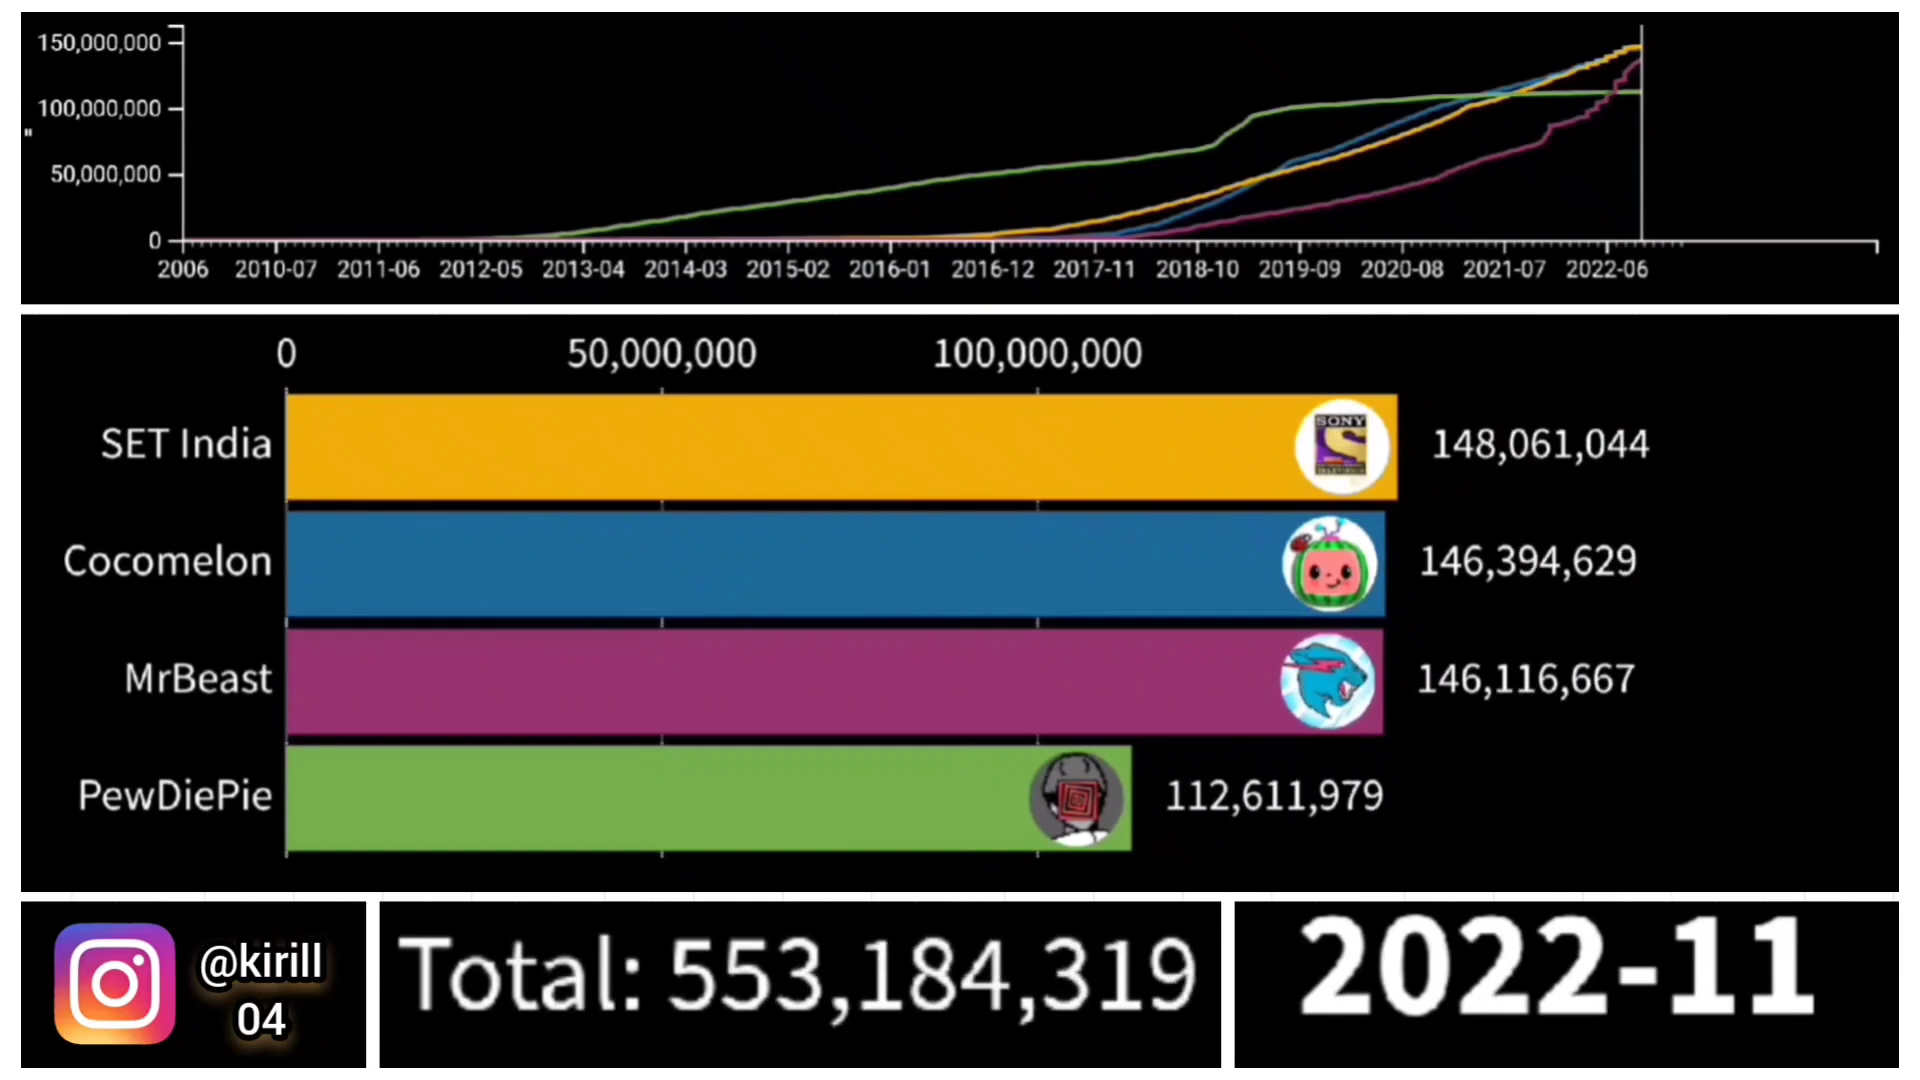 150,000,000
100,000,000
"
50,000,000
0
2006 2010-07 2011-06 2012-05 2013-04 2014-03 2015-02 2016-01 2016-12 2017-11 2018-10 2019-09 2020-08 2021-07 2022-06
0 50,000,000 100,000,000
SET India SONY 148,061,044
Cocomelon 146,394,629
MrBeast 146,116,667
PewDiePie 112,611,979
@kirill
04
Total: 553,184,319
2022-11